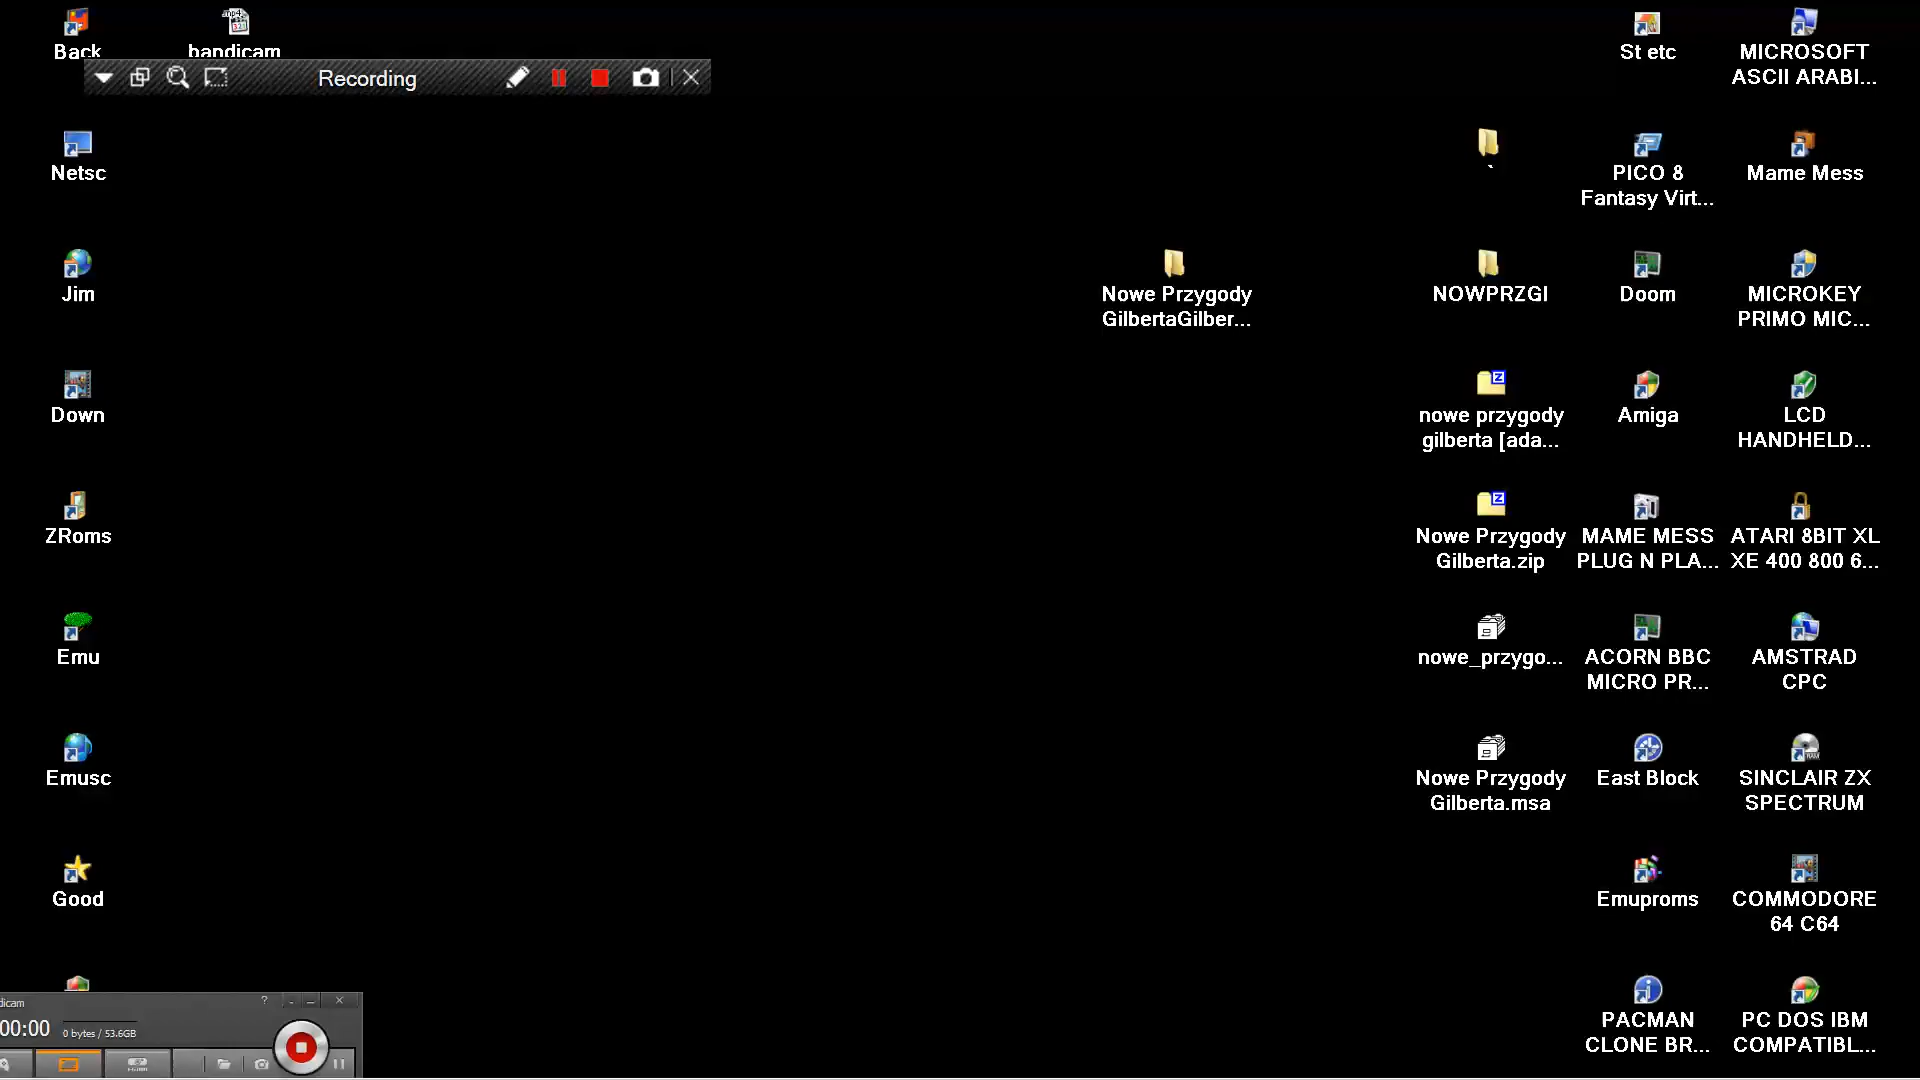 Back
bandicam
Recording
St etc
MICROSOFT
ASCII ARABI...
Netsc
`
PICO 8
Fantasy Virt...
Mame Mess
Jim
Nowe Przygody
GilbertaGilber...
NOWPRZGI
Doom
MICROKEY
PRIMO MIC...
Down
nowe przygody
gilberta [ada...
Amiga
LCD
HANDHELD...
ZRoms
Nowe Przygody
Gilberta.zip
MAME MESS
PLUG N PLA...
ATARI 8BIT XL
XE 400 800 6...
Emu
nowe_przygo...
ACORN BBC
MICRO PR...
AMSTRAD
CPC
Emusc
Nowe Przygody
Gilberta.msa
East Block
SINCLAIR ZX
SPECTRUM
Good
Emuproms
COMMODORE
64 C64
PACMAN
CLONE BR...
PC DOS IBM
COMPATIBL...
dicam
00:00
0 bytes / 53.6GB